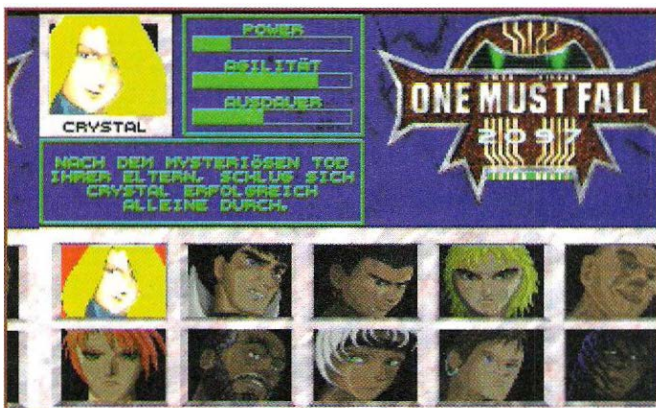 POWER
AGILITÄT
AUSDAUER
CRYSTAL
NACH DEM MYSTERIÖSEN TOD
IHRER ELTERN, SCHLUG SICH
CRYSTAL ERFOLGREICH
ALLEINE DURCH.
ONE MUST FALL
2097